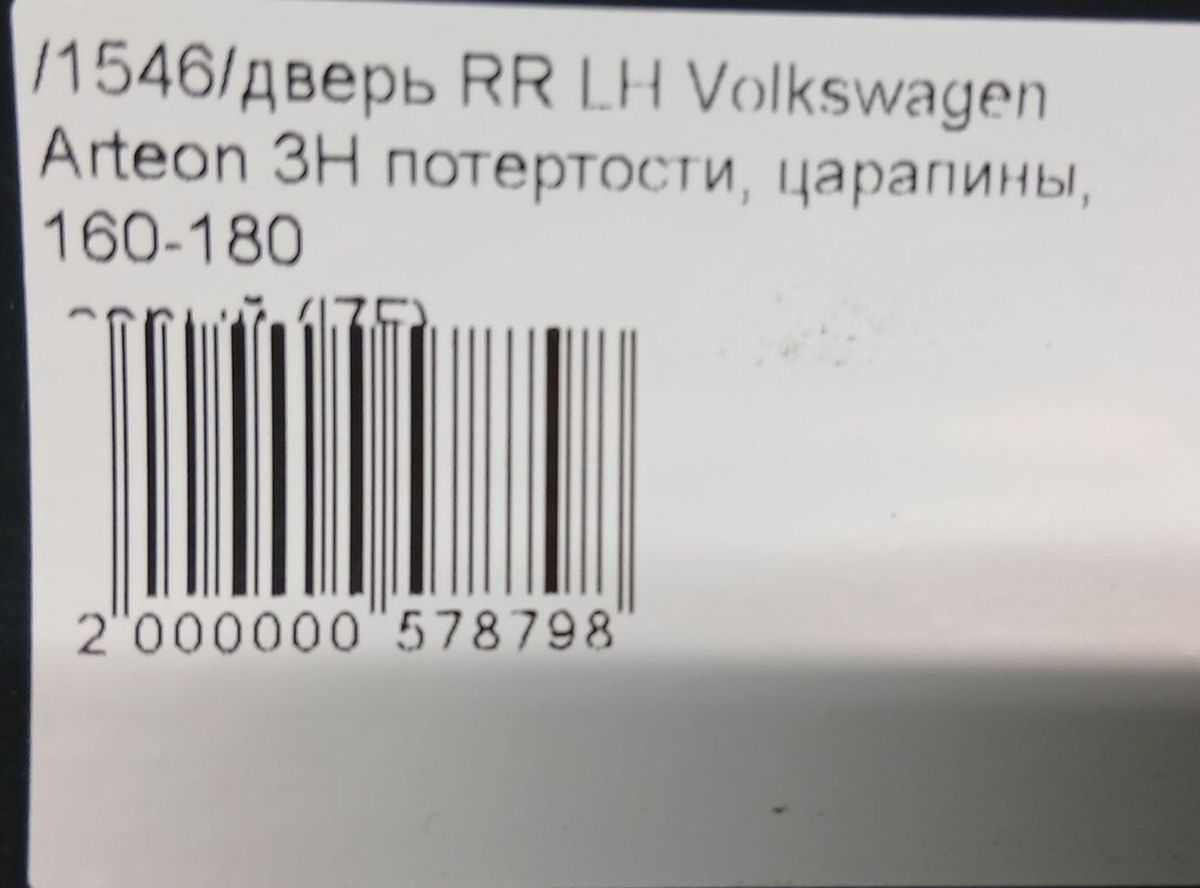 /1546/дверь RR LH Volkswagen
Arteon 3H потертости, царапины,
160-180
2 000000 578798